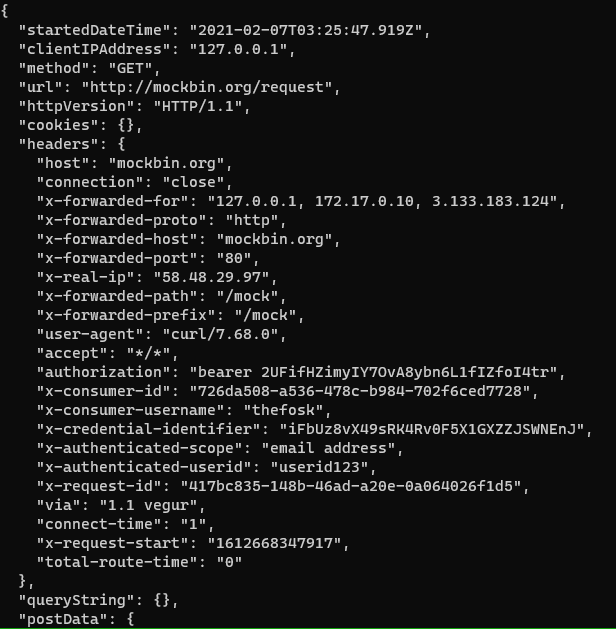 {
  "startedDateTime": "2021-02-07T03:25:47.919Z",
  "clientIPAddress": "127.0.0.1",
  "method": "GET",
  "url": "http://mockbin.org/request",
  "httpVersion": "HTTP/1.1",
  "cookies": {},
  "headers": {
    "host": "mockbin.org",
    "connection": "close",
    "x-forwarded-for": "127.0.0.1, 172.17.0.10, 3.133.183.124",
    "x-forwarded-proto": "http",
    "x-forwarded-host": "mockbin.org",
    "x-forwarded-port": "80",
    "x-real-ip": "58.48.29.97",
    "x-forwarded-path": "/mock",
    "x-forwarded-prefix": "/mock",
    "user-agent": "curl/7.68.0",
    "accept": "*/*",
    "authorization": "bearer 2UFifHZimyIY7OvA8ybn6L1fIZfoI4tr",
    "x-consumer-id": "726da508-a536-478c-b984-702f6ced7728",
    "x-consumer-username": "thefosk",
    "x-credential-identifier": "iFbUz8vX49sRK4Rv0F5X1GXZZJSWNEnJ",
    "x-authenticated-scope": "email address",
    "x-authenticated-userid": "userid123",
    "x-request-id": "417bc835-148b-46ad-a20e-0a064026f1d5",
    "via": "1.1 vegur",
    "connect-time": "1",
    "x-request-start": "1612668347917",
    "total-route-time": "0"
  },
  "queryString": {},
  "postData": {